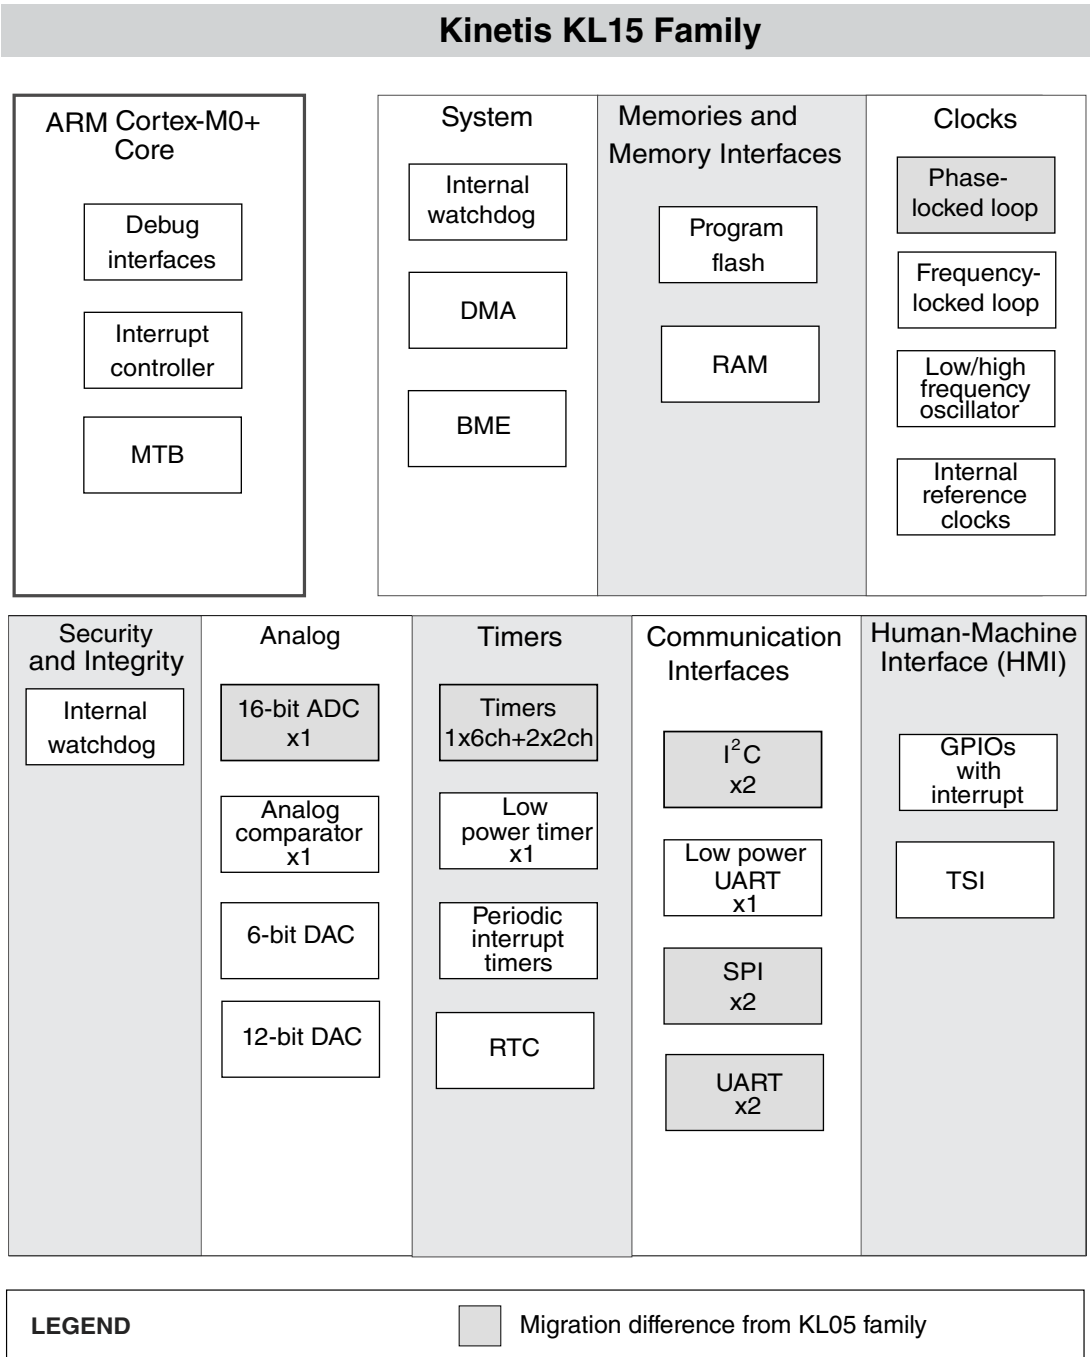 Kinetis KL15 Family
ARM Cortex-M0+
Core
Debug
interfaces
Interrupt
controller
MTB
System
Internal
watchdog
DMA
BME
Memories and
Memory Interfaces
Program
flash
RAM
Clocks
Phase-
locked loop
Frequency-
locked loop
Low/high
frequency
oscillator
Internal
reference
clocks
Security
and Integrity
Internal
watchdog
Analog
16-bit ADC
x1
Analog
comparator
x1
6-bit DAC
12-bit DAC
Timers
Timers
1x6ch+2x2ch
Low
power timer
x1
Periodic
interrupt
timers
RTC
Communication
Interfaces
I²C
x2
Low power
UART
x1
SPI
x2
UART
x2
Human-Machine
Interface (HMI)
GPIOs
with
interrupt
TSI
LEGEND
Migration difference from KL05 family